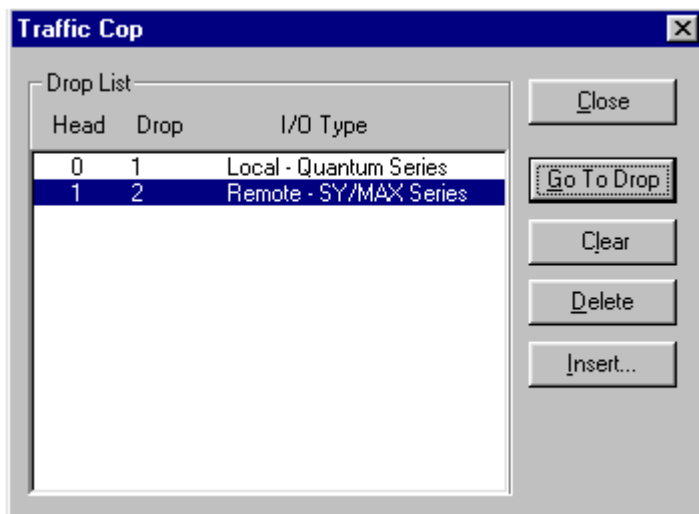 Traffic Cop
Drop List
Head Drop I/O Type
0 1 Local - Quantum Series
1 2 Remote - SY/MAX Series
Close
Go To Drop
Clear
Delete
Insert...